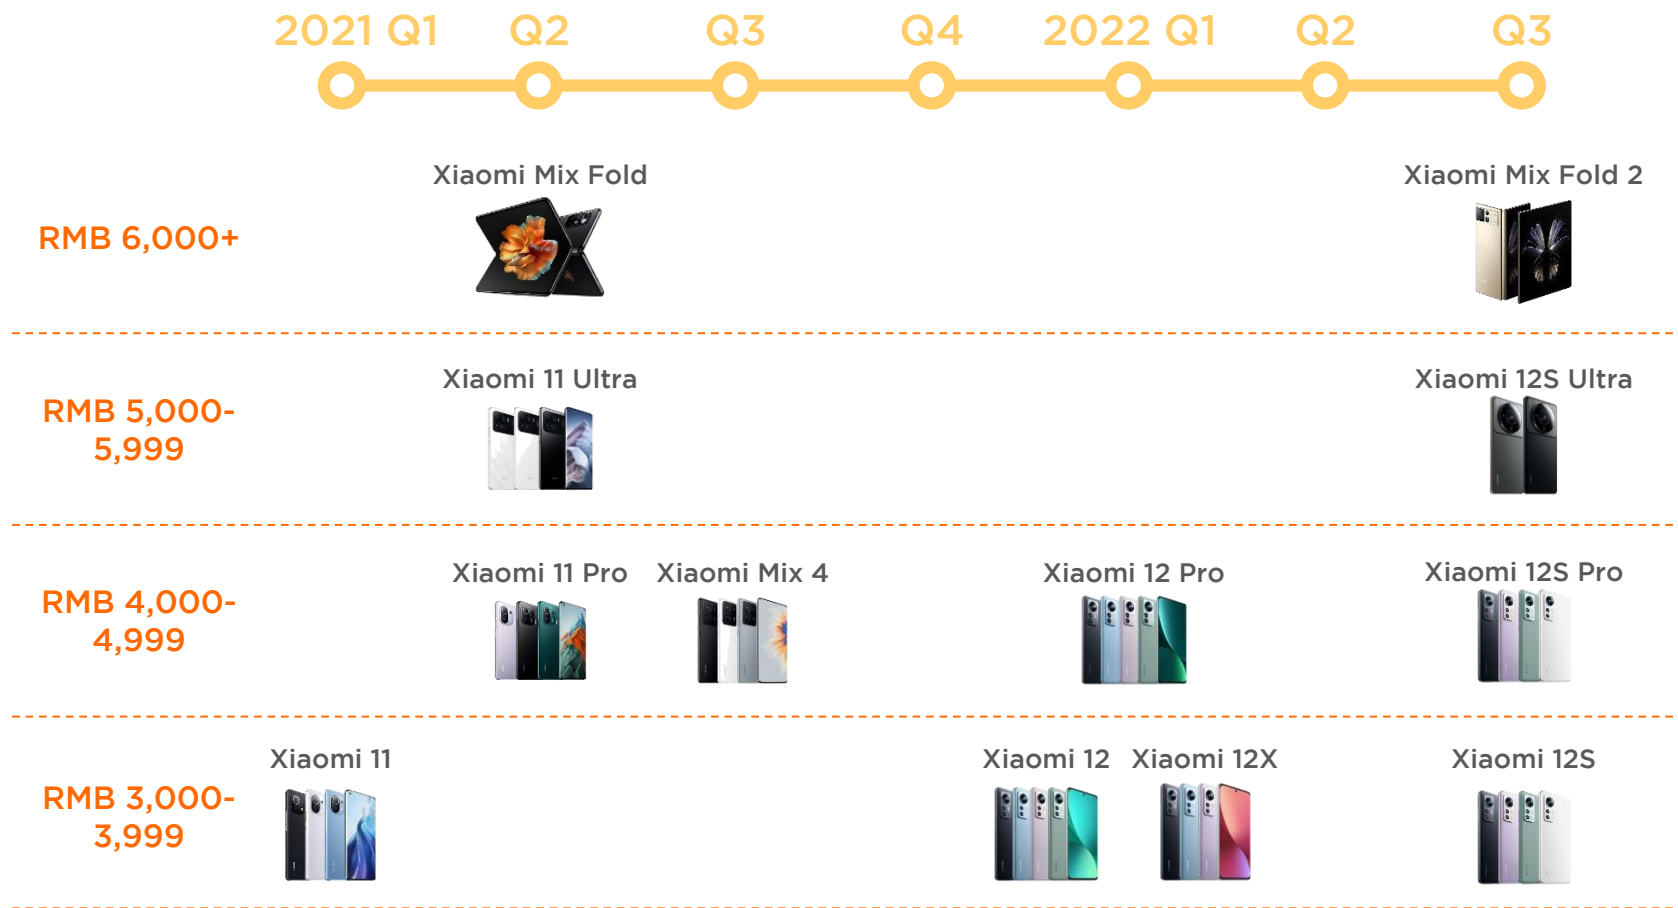 2021 Q1 Q2 Q3 Q4 2022 Q1 Q2 Q3
Xiaomi Mix Fold Xiaomi Mix Fold 2
RMB 6,000+
Xiaomi 11 Ultra Xiaomi 12S Ultra
RMB 5,000-
5,999
Xiaomi 11 Pro Xiaomi Mix 4 Xiaomi 12 Pro Xiaomi 12S Pro
RMB 4,000-
4,999
Xiaomi 11 Xiaomi 12 Xiaomi 12X Xiaomi 12S
RMB 3,000-
3,999